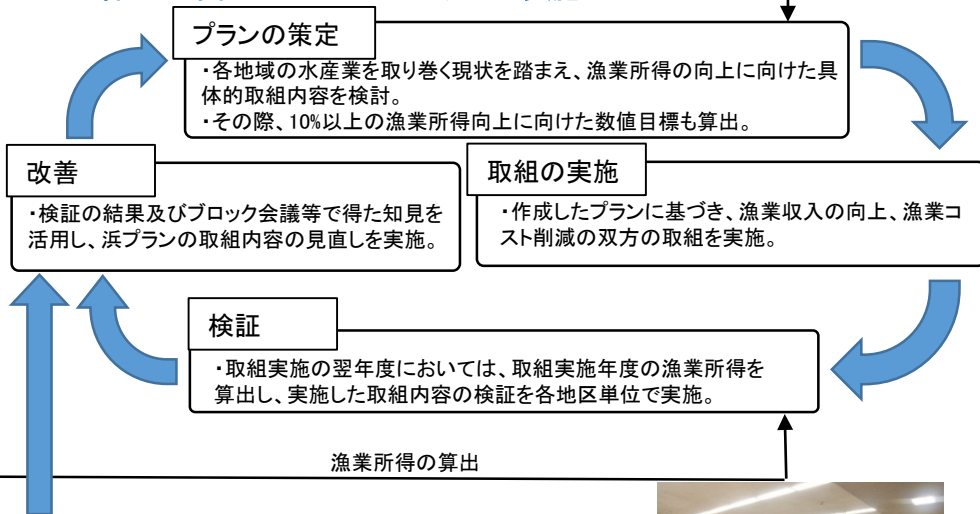 プランの策定
・各地域の水産業を取り巻く現状を踏まえ、漁業所得の向上に向けた具
体的取組内容を検討。
・その際、10%以上の漁業所得向上に向けた数値目標も算出。
改善
・検証の結果及びブロック会議等で得た知見を
活用し、浜プランの取組内容の見直しを実施。
取組の実施
・作成したプランに基づき、漁業収入の向上、漁業コ
スト削減の双方の取組を実施。
検証
・取組実施の翌年度においては、取組実施年度の漁業所得を
算出し、実施した取組内容の検証を各地区単位で実施。
漁業所得の算出